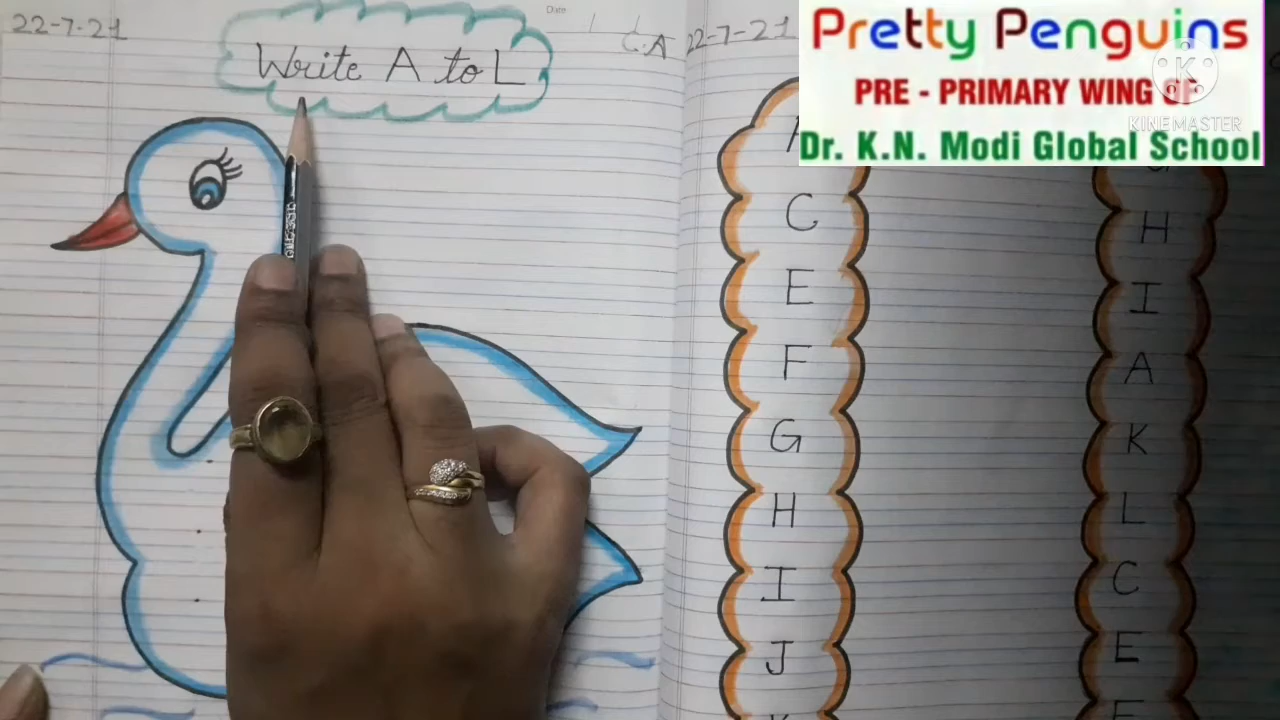 22-7-21
Date
Write A to L
C.A
22-7-21
Pretty Penguins
PRE - PRIMARY WING OF
KINEMASTER
Dr. K.N. Modi Global School
A
C
E
F
G
H
I
J
K
G
H
I
A
K
L
C
E
F